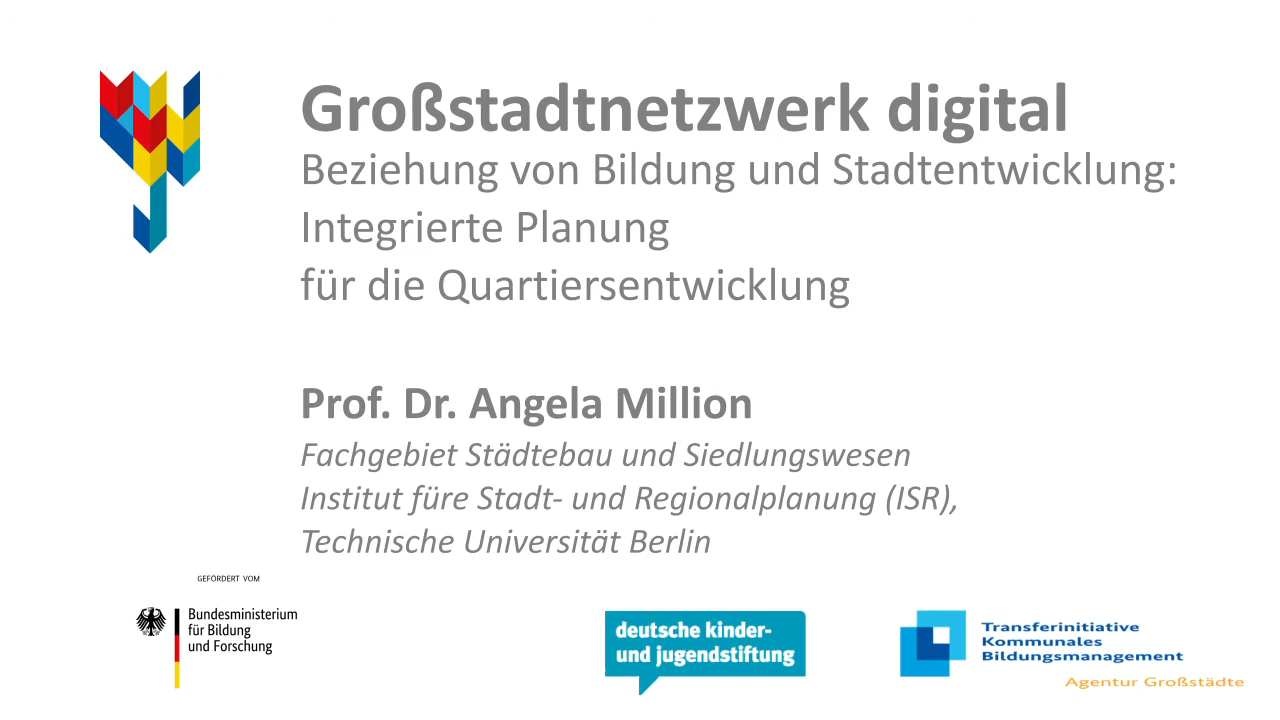 Großstadtnetzwerk digital
Beziehung von Bildung und Stadtentwicklung:
Integrierte Planung
für die Quartiersentwicklung
Prof. Dr. Angela Million
Fachgebiet Städtebau und Siedlungswesen
Institut füre Stadt- und Regionalplanung (ISR),
Technische Universität Berlin
GEFÖRDERT VOM
Bundesministerium
für Bildung
und Forschung
deutsche kinder-
und jugendstiftung
Transferinitiative
Kommunales
Bildungsmanagement
Agentur Großstädte